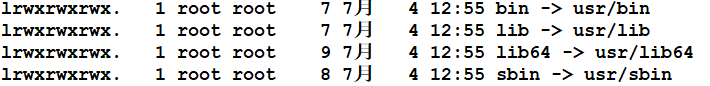 lrwxrwxrwx.   1 root root    7 7月   4 12:55 bin -> usr/bin
lrwxrwxrwx.   1 root root    7 7月   4 12:55 lib -> usr/lib
lrwxrwxrwx.   1 root root    9 7月   4 12:55 lib64 -> usr/lib64
lrwxrwxrwx.   1 root root    8 7月   4 12:55 sbin -> usr/sbin